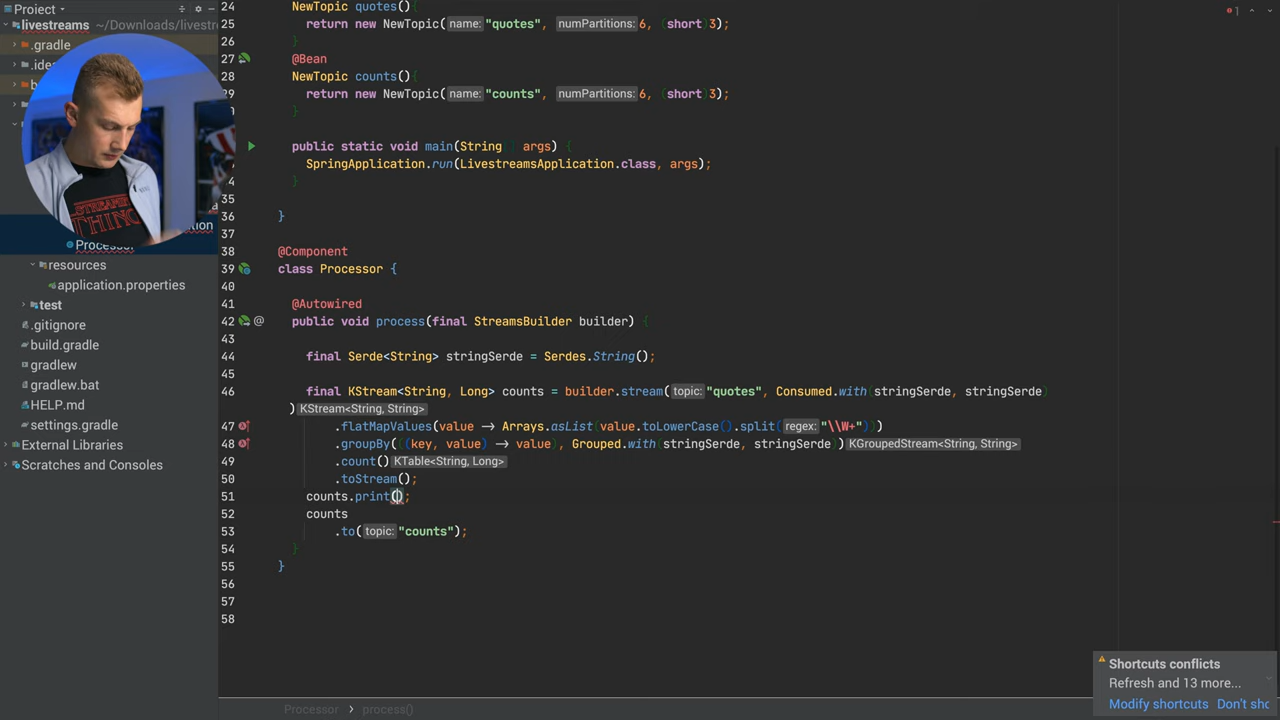 Project
livestreams ~/Downloads/livestre
.gradle
.ide
b
Processor
resources
application.properties
test
.gitignore
build.gradle
gradlew
gradlew.bat
HELP.md
settings.gradle
External Libraries
Scratches and Consoles
24 NewTopic quotes(){
25 return new NewTopic( name: "quotes", numPartitions: 6, (short)3);
26 }
27 @Bean
28 NewTopic counts(){
29 return new NewTopic( name: "counts", numPartitions: 6, (short)3);
}
public static void main(String[] args) {
SpringApplication.run(LivestreamsApplication.class, args);
}
35
36 }
37
38 @Component
39 class Processor {
40
41 @Autowired
42 public void process(final StreamsBuilder builder) {
43
44 final Serde<String> stringSerde = Serdes.String();
45
46 final KStream<String, Long> counts = builder.stream( topic: "quotes", Consumed.with(stringSerde, stringSerde)
) KStream<String, String>
47 .flatMapValues(value → Arrays.asList(value.toLowerCase().split( regex: "\\W+")))
48 .groupBy(((key, value) → value), Grouped.with(stringSerde, stringSerde)) KGroupedStream<String, String>
49 .count() KTable<String, Long>
50 .toStream();
51 counts.print();
52 counts
53 .to( topic: "counts");
54 }
55 }
56
57
58
1
STREAMING
THING
Shortcuts conflicts
Refresh and 13 more...
Modify shortcuts Don't sho
Processor > process()